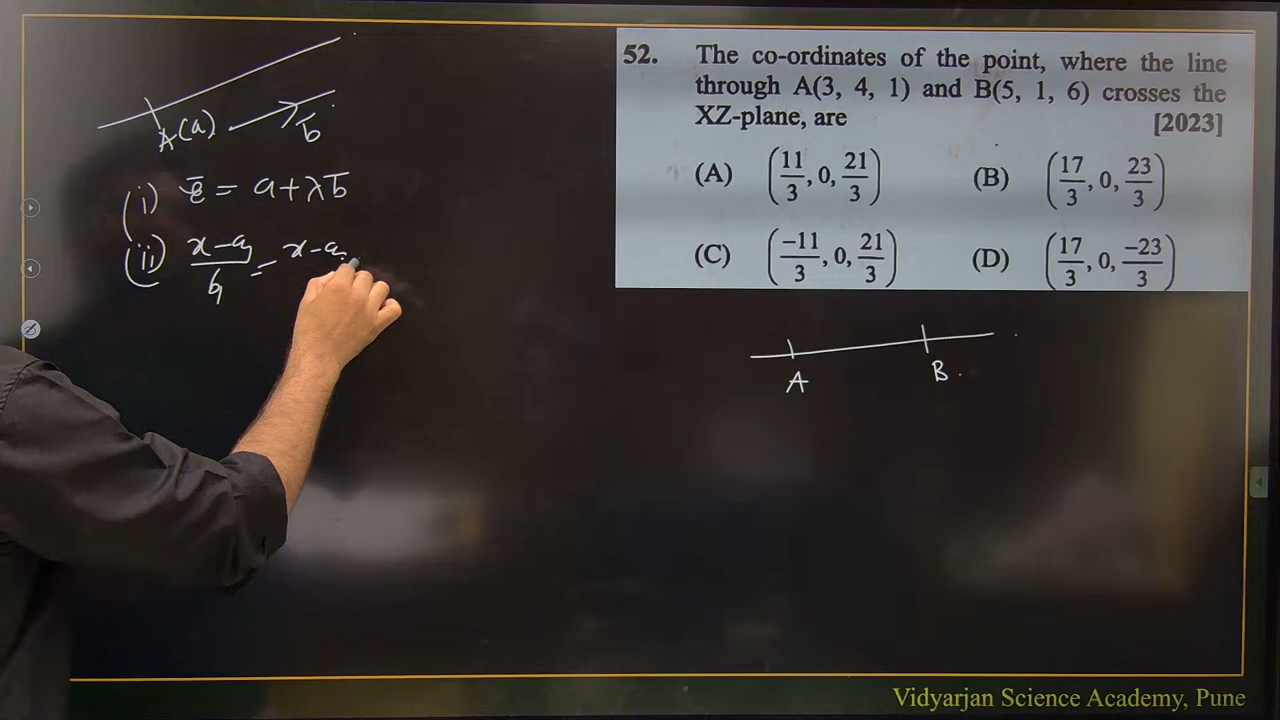 A(a) b̄
(i) r̄ = a + λb̄
(ii) x-a₁/b₁ = x-a₂
52. The co-ordinates of the point, where the line
through A(3, 4, 1) and B(5, 1, 6) crosses the
XZ-plane, are [2023]
(A) (11/3, 0, 21/3) (B) (17/3, 0, 23/3)
(C) (-11/3, 0, 21/3) (D) (17/3, 0, -23/3)
A B
Vidyarjan Science Academy, Pune